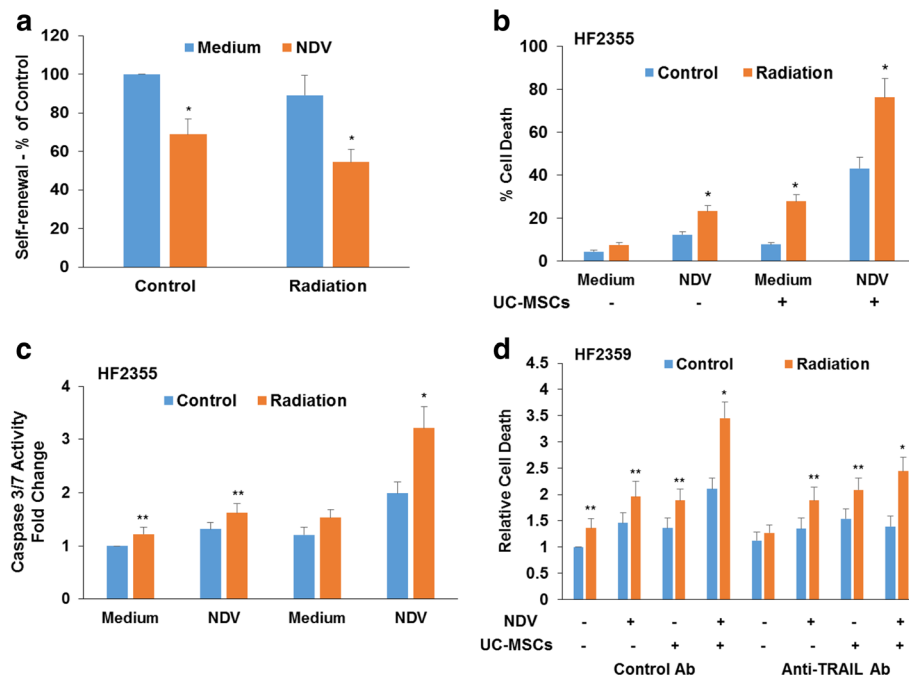 a
120
100
80
60
40
20
0
Self-renewal - % of Control
Medium NDV
*
*
Control Radiation
b
HF2355
Control Radiation
80
60
40
20
0
% Cell Death
*
*
*
Medium NDV Medium NDV
UC-MSCs - - + +
c
HF2355
Control Radiation
4
3
2
1
0
Caspase 3/7 Activity
Fold Change
**
**
*
Medium NDV Medium NDV
d
HF2359
Control Radiation
4.5
4
3.5
3
2.5
2
1.5
1
0.5
0
Relative Cell Death
** ** ** * ** ** *
NDV - + - + - + - +
UC-MSCs - - + + - - + +
Control Ab Anti-TRAIL Ab